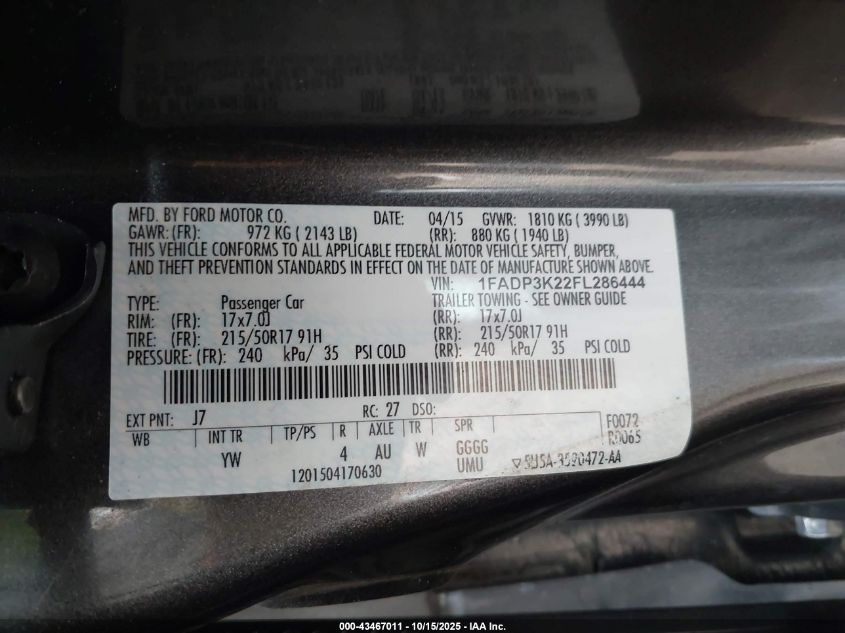 MFD. BY FORD MOTOR CO. DATE: 04/15 GVWR: 1810 KG ( 3990 LB)
GAWR: (FR): 972 KG ( 2143 LB) (RR): 880 KG ( 1940 LB)
THIS VEHICLE CONFORMS TO ALL APPLICABLE FEDERAL MOTOR VEHICLE SAFETY, BUMPER,
AND THEFT PREVENTION STANDARDS IN EFFECT ON THE DATE OF MANUFACTURE SHOWN ABOVE.
VIN: 1FADP3K22FL286444
TYPE: Passenger Car TRAILER TOWING - SEE OWNER GUIDE
RIM: (FR): 17x7.0J (RR): 17x7.0J
TIRE: (FR): 215/50R17 91H (RR): 215/50R17 91H
PRESSURE: (FR): 240 kPa/ 35 PSI COLD (RR): 240 kPa/ 35 PSI COLD
EXT PNT: J7 RC: 27 DSO: F0072
WB INT TR TP/PS R AXLE TR SPR R0065
YW 4 AU W GGGG
1201504170630 UMU
000-43467011 - 10/15/2025 - IAA Inc.